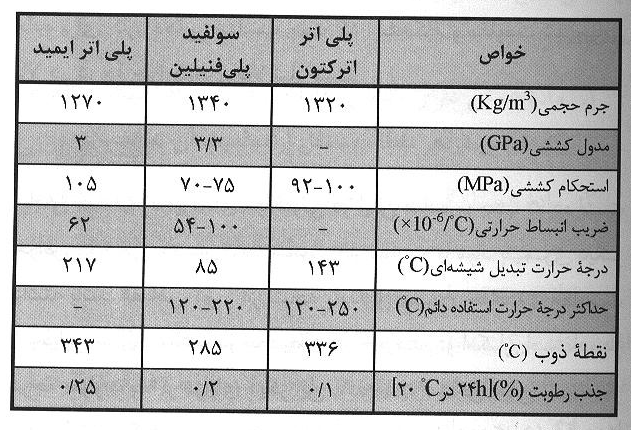 خواص	پلی اتر اترکتون	سولفید پلی‌فنیلین	پلی اتر ایمید
جرم حجمی(Kg/m³)	۱۳۲۰	۱۳۴۰	۱۲۷۰
مدول کششی(GPa)	–	۳/۳	۳
استحکام کششی(MPa)	۹۲-۱۰۰	۷۰-۷۵	۱۰۵
ضریب انبساط حرارتی(×10⁻⁶/°C)	–	۵۴-۱۰۰	۶۲
درجهٔ حرارت تبدیل شیشه‌ای(°C)	۱۴۳	۸۵	۲۱۷
حداکثر درجهٔ حرارت استفاده دائم(°C)	۱۲۰-۲۵۰	۱۲۰-۲۲۰	–
نقطهٔ ذوب (°C)	۳۳۶	۲۸۵	۳۴۳
جذب رطوبت (%)[۲۴h در ۲۰ °C]	۰/۱	۰/۲	۰/۲۵